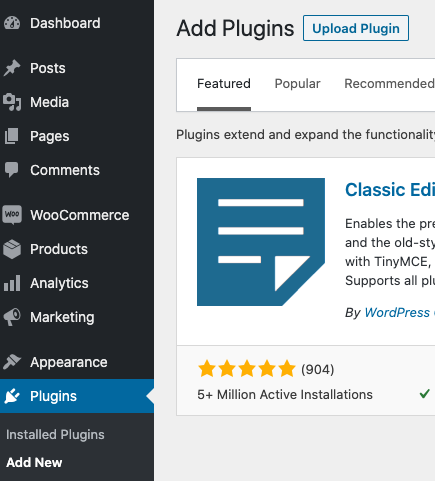 Dashboard
Posts
Media
Pages
Comments
Woo WooCommerce
Products
Analytics
Marketing
Appearance
Plugins
Installed Plugins
Add New
Add Plugins Upload Plugin
Featured Popular Recommended
Plugins extend and expand the functionality
Classic Edi
Enables the pre
and the old-sty
with TinyMCE,
Supports all plu
By WordPress
(904)
5+ Million Active Installations